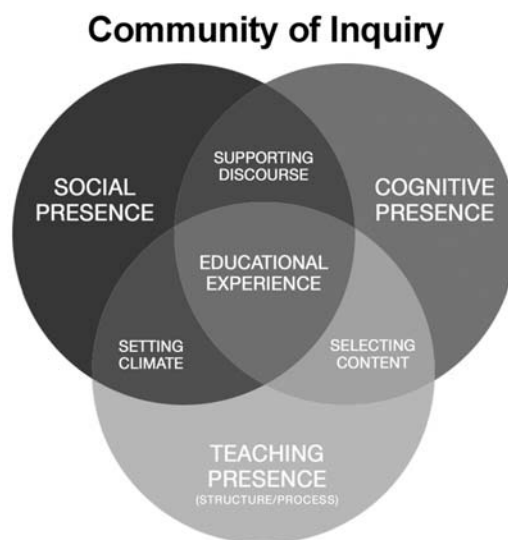 Community of Inquiry
SUPPORTING
DISCOURSE
SOCIAL
PRESENCE
COGNITIVE
PRESENCE
EDUCATIONAL
EXPERIENCE
SETTING
CLIMATE
SELECTING
CONTENT
TEACHING
PRESENCE
(STRUCTURE/PROCESS)